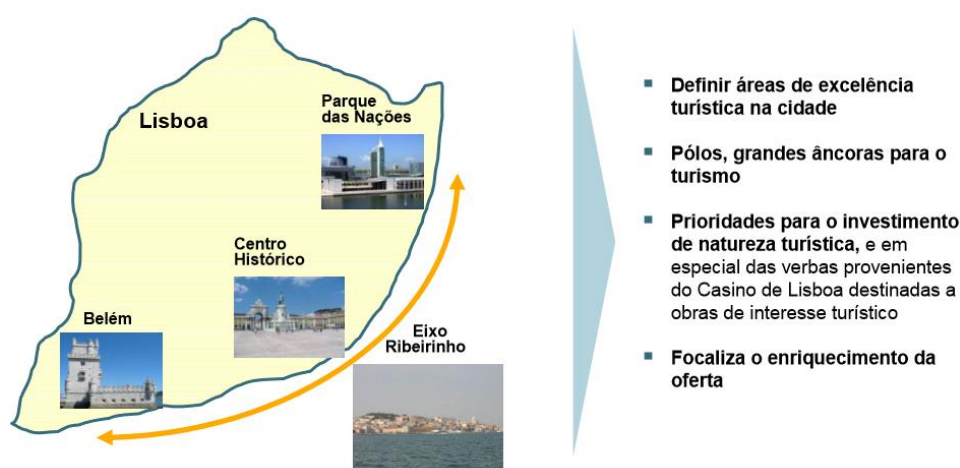 Lisboa
Parque
das Nações
Centro
Histórico
Belém
Eixo
Ribeirinho
▪ Definir áreas de excelência
turística na cidade
▪ Pólos, grandes âncoras para o
turismo
▪ Prioridades para o investimento
de natureza turística, e em
especial das verbas provenientes
do Casino de Lisboa destinadas a
obras de interesse turístico
▪ Focaliza o enriquecimento da
oferta